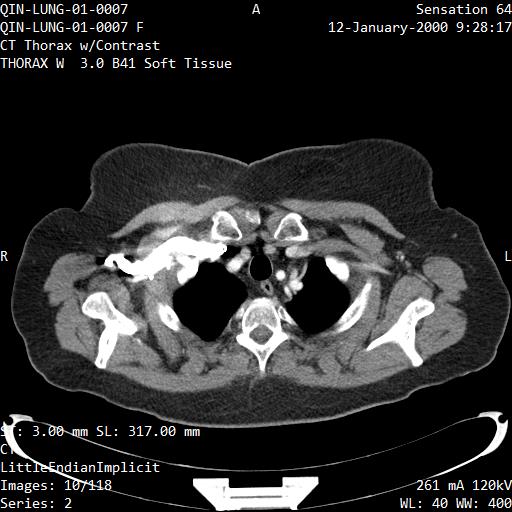 QIN-LUNG-01-0007
A
Sensation 64
QIN-LUNG-01-0007 F
12-January-2000 9:28:17
CT Thorax w/Contrast
THORAX W 3.0 B41 Soft Tissue
R
L
ST: 3.00 mm SL: 317.00 mm
CT
LittleEndianImplicit
Images: 10/118
261 mA 120kV
Series: 2
WL: 40 WW: 400